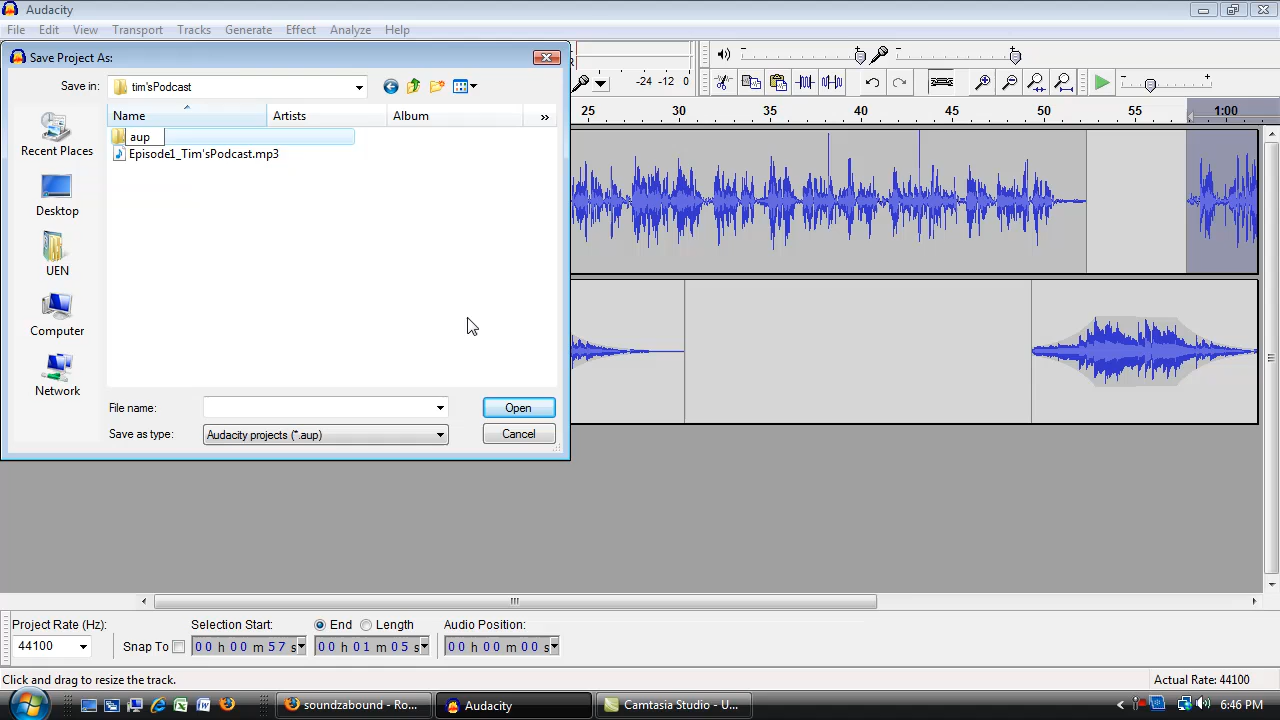 Audacity
File Edit View Transport Tracks Generate Effect Analyze Help
Save Project As:
Save in: tim'sPodcast
-24 -12 0
Name Artists Album »
25 30 35 40 45 50 55 1:00
aup
Episode1_Tim'sPodcast.mp3
Recent Places
Desktop
UEN
Computer
Network
File name: Open
Save as type: Audacity projects (*.aup) Cancel
Project Rate (Hz): Selection Start: End Length Audio Position:
44100 Snap To 00 h 00 m 57 s 00 h 01 m 05 s 00 h 00 m 00 s
Click and drag to resize the track. Actual Rate: 44100
soundzabound - Ro... Audacity Camtasia Studio - U... 6:46 PM